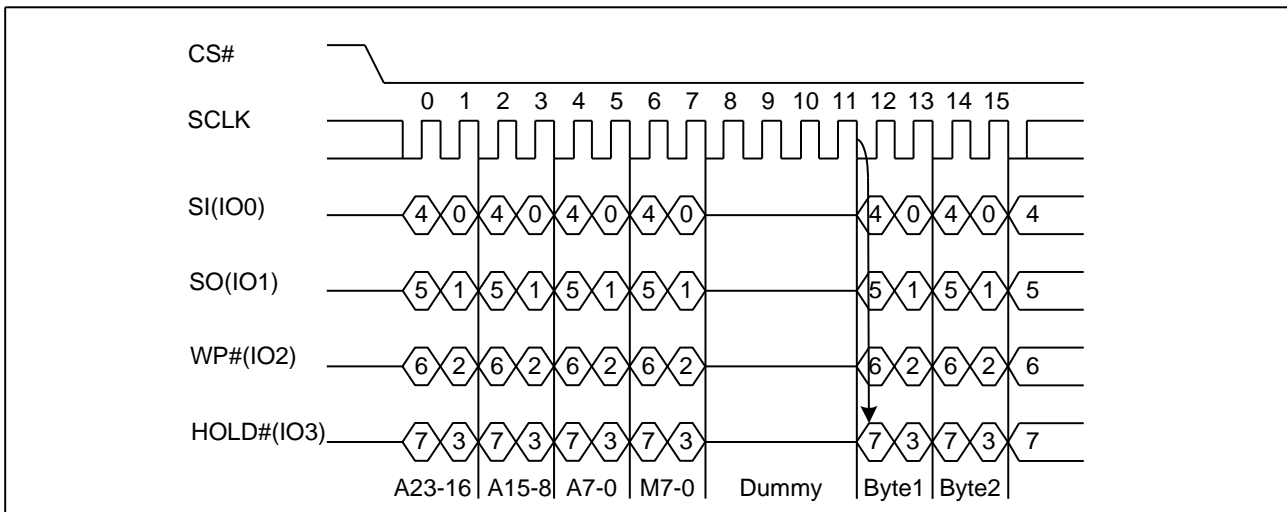 CS#
0 1 2 3 4 5 6 7 8 9 10 11 12 13 14 15
SCLK
SI(IO0) 4 0 4 0 4 0 4 0 4 0 4 0 4
SO(IO1) 5 1 5 1 5 1 5 1 5 1 5 1 5
WP#(IO2) 6 2 6 2 6 2 6 2 6 2 6 2 6
HOLD#(IO3) 7 3 7 3 7 3 7 3 7 3 7 3 7
A23-16 A15-8 A7-0 M7-0 Dummy Byte1 Byte2